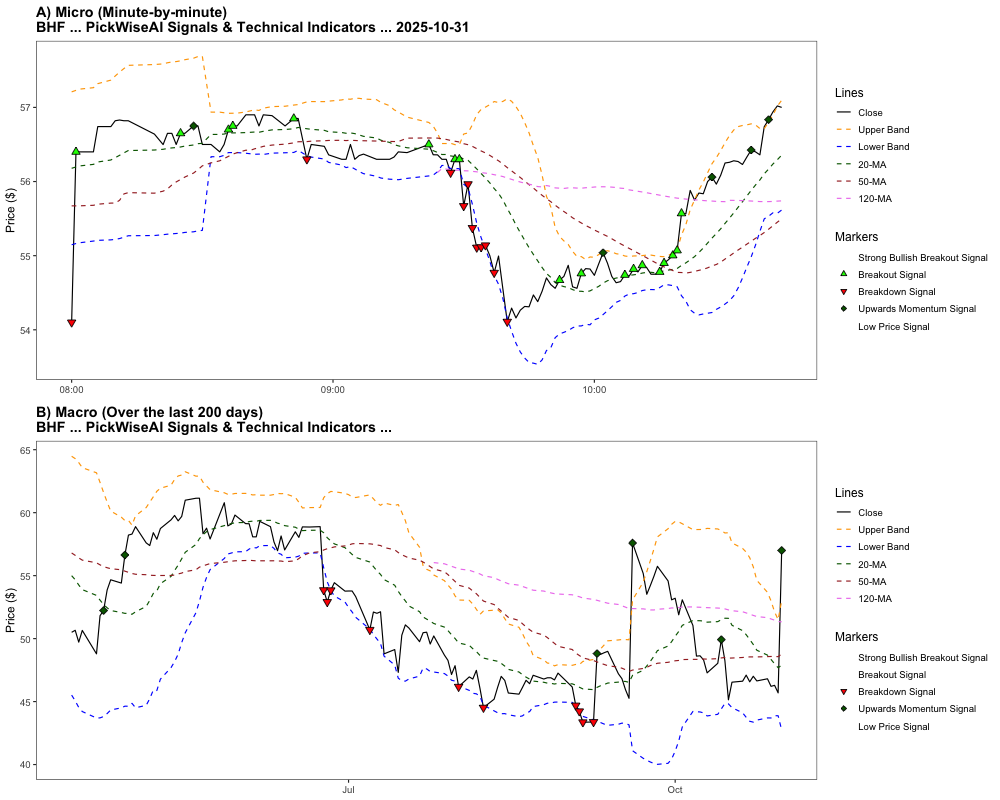 A) Micro (Minute-by-minute)
BHF ... PickWiseAI Signals & Technical Indicators ... 2025-10-31
57
56
55
54
Price ($)
08:00
09:00
10:00
Lines
Close
Upper Band
Lower Band
20-MA
50-MA
120-MA
Markers
Strong Bullish Breakout Signal
Breakout Signal
Breakdown Signal
Upwards Momentum Signal
Low Price Signal
B) Macro (Over the last 200 days)
BHF ... PickWiseAI Signals & Technical Indicators ...
65
60
55
50
45
40
Price ($)
Jul
Oct
Lines
Close
Upper Band
Lower Band
20-MA
50-MA
120-MA
Markers
Strong Bullish Breakout Signal
Breakout Signal
Breakdown Signal
Upwards Momentum Signal
Low Price Signal